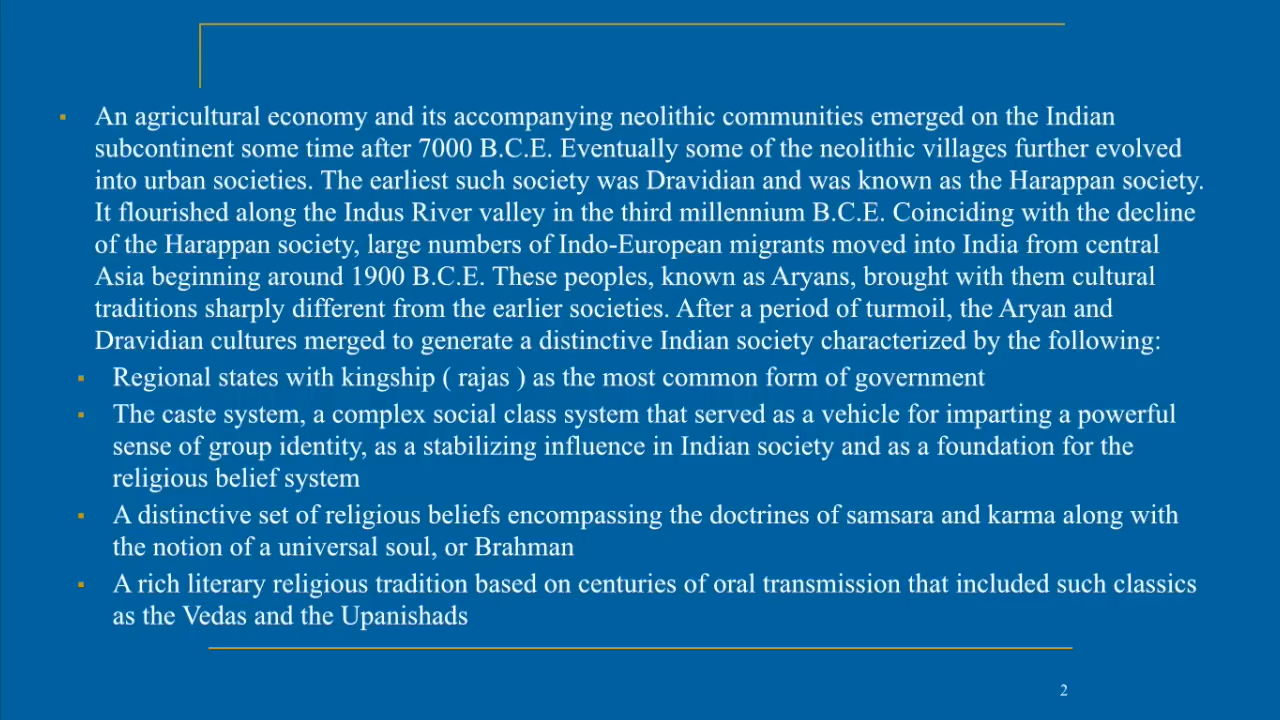 An agricultural economy and its accompanying neolithic communities emerged on the Indian
subcontinent some time after 7000 B.C.E. Eventually some of the neolithic villages further evolved
into urban societies. The earliest such society was Dravidian and was known as the Harappan society.
It flourished along the Indus River valley in the third millennium B.C.E. Coinciding with the decline
of the Harappan society, large numbers of Indo-European migrants moved into India from central
Asia beginning around 1900 B.C.E. These peoples, known as Aryans, brought with them cultural
traditions sharply different from the earlier societies. After a period of turmoil, the Aryan and
Dravidian cultures merged to generate a distinctive Indian society characterized by the following:
Regional states with kingship ( rajas ) as the most common form of government
The caste system, a complex social class system that served as a vehicle for imparting a powerful
sense of group identity, as a stabilizing influence in Indian society and as a foundation for the
religious belief system
A distinctive set of religious beliefs encompassing the doctrines of samsara and karma along with
the notion of a universal soul, or Brahman
A rich literary religious tradition based on centuries of oral transmission that included such classics
as the Vedas and the Upanishads
2